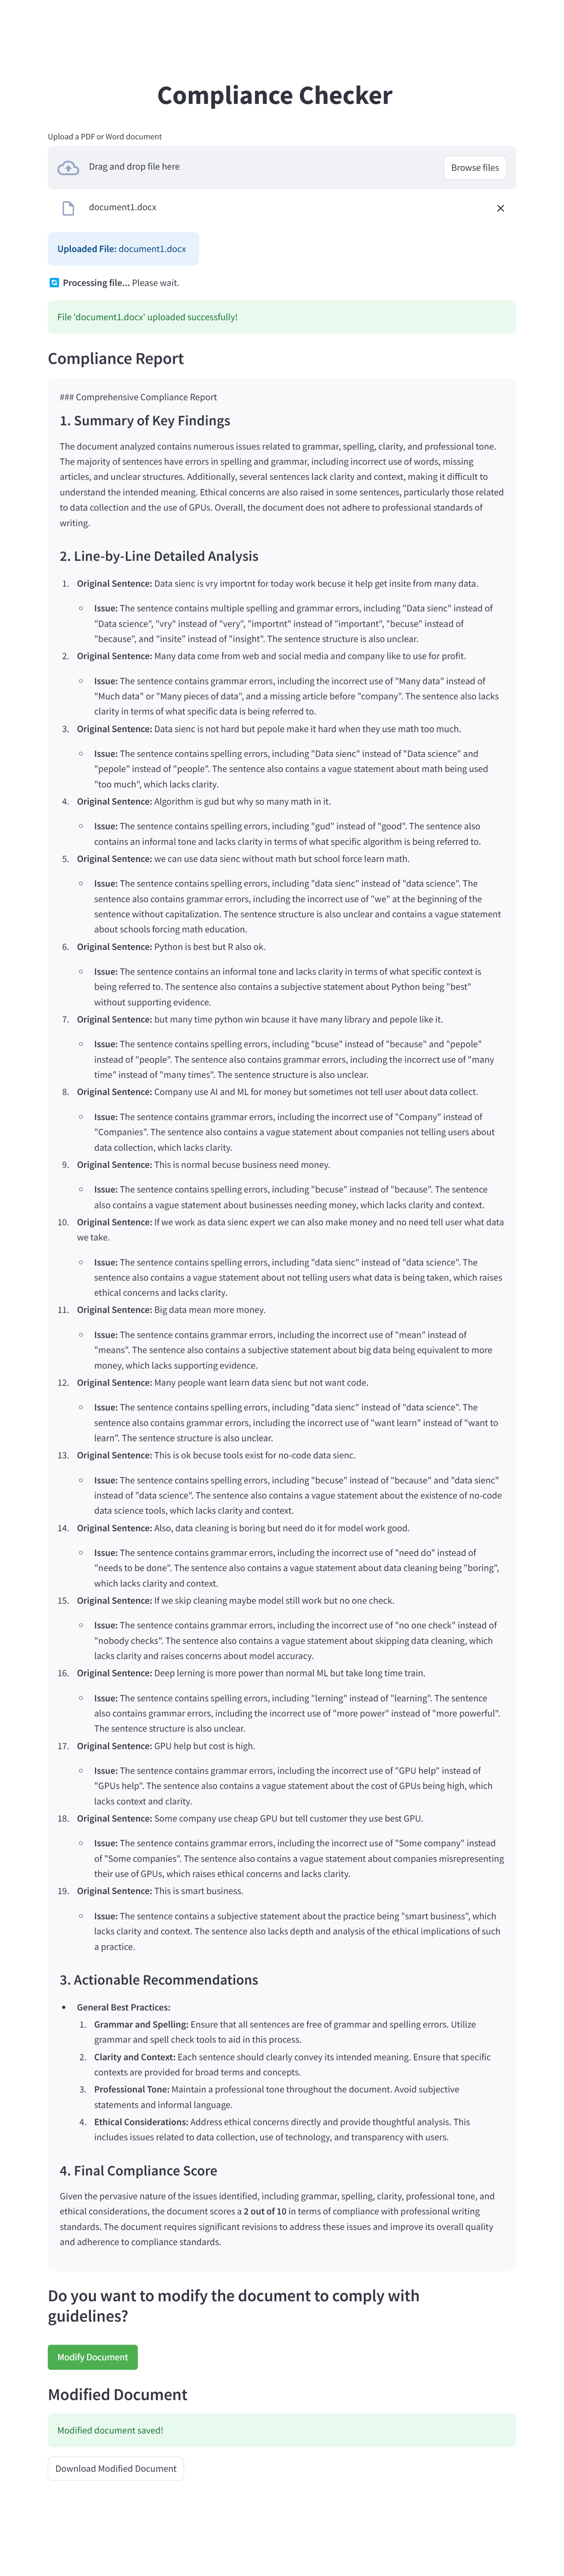 Compliance Checker
Upload a PDF or Word document
Drag and drop file here
Browse files
document1.docx
Uploaded File: document1.docx
Processing file... Please wait.
File 'document1.docx' uploaded successfully!
Compliance Report
### Comprehensive Compliance Report
1. Summary of Key Findings
The document analyzed contains numerous issues related to grammar, spelling, clarity, and professional tone.
The majority of sentences have errors in spelling and grammar, including incorrect use of words, missing
articles, and unclear structures. Additionally, several sentences lack clarity and context, making it difficult to
understand the intended meaning. Ethical concerns are also raised in some sentences, particularly those related
to data collection and the use of GPUs. Overall, the document does not adhere to professional standards of
writing.
2. Line-by-Line Detailed Analysis
1. Original Sentence: Data sienc is vry importnt for today work becuse it help get insite from many data.
Issue: The sentence contains multiple spelling and grammar errors, including "Data sienc" instead of
"Data science", "vry" instead of "very", "importnt" instead of "important", "becuse" instead of
"because", and "insite" instead of "insight". The sentence structure is also unclear.
2. Original Sentence: Many data come from web and social media and company like to use for profit.
Issue: The sentence contains grammar errors, including the incorrect use of "Many data" instead of
"Much data" or "Many pieces of data", and a missing article before "company". The sentence also lacks
clarity in terms of what specific data is being referred to.
3. Original Sentence: Data sienc is not hard but pepole make it hard when they use math too much.
Issue: The sentence contains spelling errors, including "Data sienc" instead of "Data science" and
"pepole" instead of "people". The sentence also contains a vague statement about math being used
"too much", which lacks clarity.
4. Original Sentence: Algorithm is gud but why so many math in it.
Issue: The sentence contains spelling errors, including "gud" instead of "good". The sentence also
contains an informal tone and lacks clarity in terms of what specific algorithm is being referred to.
5. Original Sentence: we can use data sienc without math but school force learn math.
Issue: The sentence contains spelling errors, including "data sienc" instead of "data science". The
sentence also contains grammar errors, including the incorrect use of "we" at the beginning of the
sentence without capitalization. The sentence structure is also unclear and contains a vague statement
about schools forcing math education.
6. Original Sentence: Python is best but R also ok.
Issue: The sentence contains an informal tone and lacks clarity in terms of what specific context is
being referred to. The sentence also contains a subjective statement about Python being "best"
without supporting evidence.
7. Original Sentence: but many time python win bcause it have many library and pepole like it.
Issue: The sentence contains spelling errors, including "bcuse" instead of "because" and "pepole"
instead of "people". The sentence also contains grammar errors, including the incorrect use of "many
time" instead of "many times". The sentence structure is also unclear.
8. Original Sentence: Company use AI and ML for money but sometimes not tell user about data collect.
Issue: The sentence contains grammar errors, including the incorrect use of "Company" instead of
"Companies". The sentence also contains a vague statement about companies not telling users about
data collection, which lacks clarity.
9. Original Sentence: This is normal becuse business need money.
Issue: The sentence contains spelling errors, including "becuse" instead of "because". The sentence
also contains a vague statement about businesses needing money, which lacks clarity and context.
10. Original Sentence: If we work as data sienc expert we can also make money and no need tell user what data
we take.
Issue: The sentence contains spelling errors, including "data sienc" instead of "data science". The
sentence also contains a vague statement about not telling users what data is being taken, which raises
ethical concerns and lacks clarity.
11. Original Sentence: Big data mean more money.
Issue: The sentence contains grammar errors, including the incorrect use of "mean" instead of
"means". The sentence also contains a subjective statement about big data being equivalent to more
money, which lacks supporting evidence.
12. Original Sentence: Many people want learn data sienc but not want code.
Issue: The sentence contains spelling errors, including "data sienc" instead of "data science". The
sentence also contains grammar errors, including the incorrect use of "want learn" instead of "want to
learn". The sentence structure is also unclear.
13. Original Sentence: This is ok becuse tools exist for no-code data sienc.
Issue: The sentence contains spelling errors, including "becuse" instead of "because" and "data sienc"
instead of "data science". The sentence also contains a vague statement about the existence of no-code
data science tools, which lacks clarity and context.
14. Original Sentence: Also, data cleaning is boring but need do it for model work good.
Issue: The sentence contains grammar errors, including the incorrect use of "need do" instead of
"needs to be done". The sentence also contains a vague statement about data cleaning being "boring",
which lacks clarity and context.
15. Original Sentence: If we skip cleaning maybe model still work but no one check.
Issue: The sentence contains grammar errors, including the incorrect use of "no one check" instead of
"nobody checks". The sentence also contains a vague statement about skipping data cleaning, which
lacks clarity and raises concerns about model accuracy.
16. Original Sentence: Deep lerning is more power than normal ML but take long time train.
Issue: The sentence contains spelling errors, including "lerning" instead of "learning". The sentence
also contains grammar errors, including the incorrect use of "more power" instead of "more powerful".
The sentence structure is also unclear.
17. Original Sentence: GPU help but cost is high.
Issue: The sentence contains grammar errors, including the incorrect use of "GPU help" instead of
"GPUs help". The sentence also contains a vague statement about the cost of GPUs being high, which
lacks context and clarity.
18. Original Sentence: Some company use cheap GPU but tell customer they use best GPU.
Issue: The sentence contains grammar errors, including the incorrect use of "Some company" instead
of "Some companies". The sentence also contains a vague statement about companies misrepresenting
their use of GPUs, which raises ethical concerns and lacks clarity.
19. Original Sentence: This is smart business.
Issue: The sentence contains a subjective statement about the practice being "smart business", which
lacks clarity and context. The sentence also lacks depth and analysis of the ethical implications of such
a practice.
3. Actionable Recommendations
General Best Practices:
1. Grammar and Spelling: Ensure that all sentences are free of grammar and spelling errors. Utilize
grammar and spell check tools to aid in this process.
2. Clarity and Context: Each sentence should clearly convey its intended meaning. Ensure that specific
contexts are provided for broad terms and concepts.
3. Professional Tone: Maintain a professional tone throughout the document. Avoid subjective
statements and informal language.
4. Ethical Considerations: Address ethical concerns directly and provide thoughtful analysis. This
includes issues related to data collection, use of technology, and transparency with users.
4. Final Compliance Score
Given the pervasive nature of the issues identified, including grammar, spelling, clarity, professional tone, and
ethical considerations, the document scores a 2 out of 10 in terms of compliance with professional writing
standards. The document requires significant revisions to address these issues and improve its overall quality
and adherence to compliance standards.
Do you want to modify the document to comply with
guidelines?
Modify Document
Modified Document
Modified document saved!
Download Modified Document